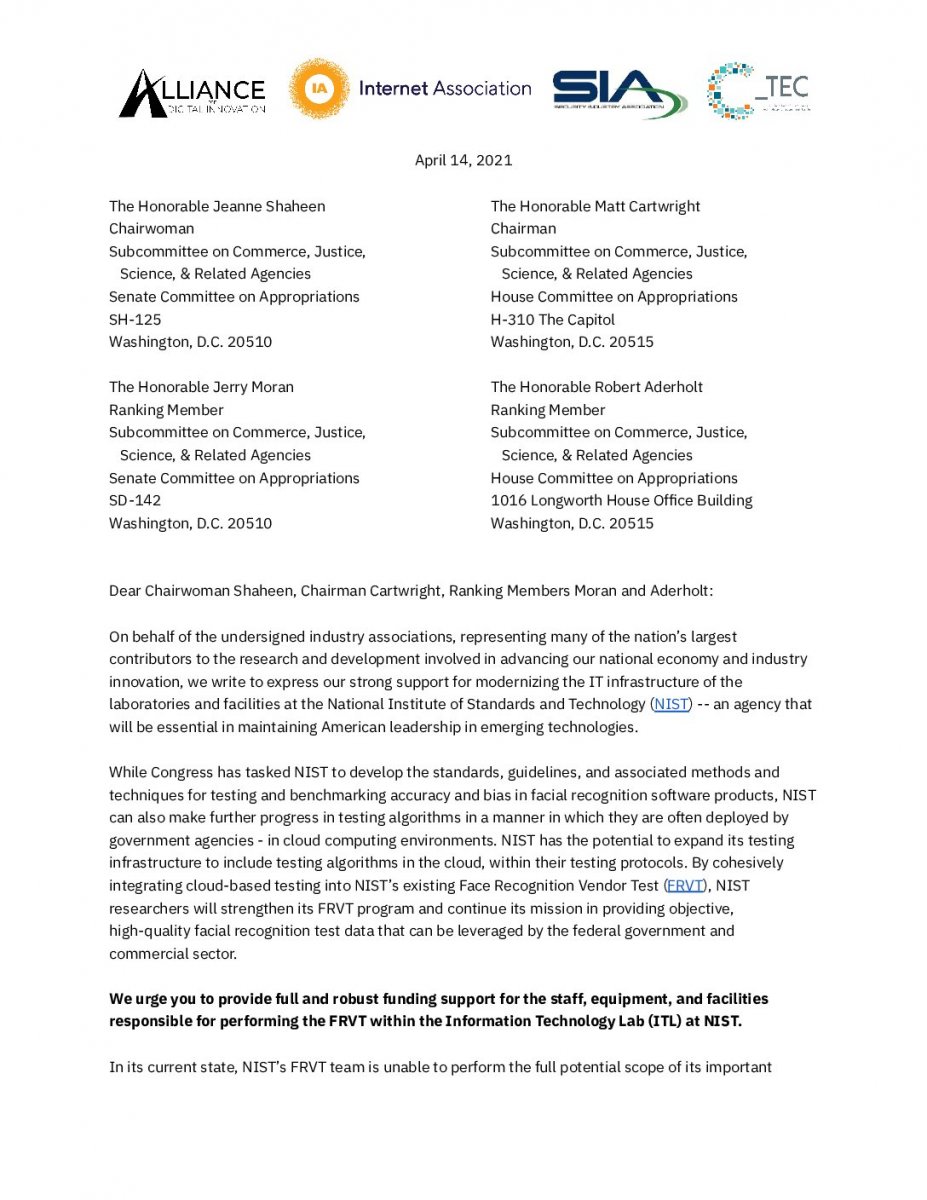 ALLIANCE
FOR
DIGITAL INNOVATION
IA
Internet Association
SIA
SECURITY INDUSTRY ASSOCIATION
C_TEC
April 14, 2021
The Honorable Jeanne Shaheen
Chairwoman
Subcommittee on Commerce, Justice,
Science, & Related Agencies
Senate Committee on Appropriations
SH-125
Washington, D.C. 20510
The Honorable Matt Cartwright
Chairman
Subcommittee on Commerce, Justice,
Science, & Related Agencies
House Committee on Appropriations
H-310 The Capitol
Washington, D.C. 20515
The Honorable Jerry Moran
Ranking Member
Subcommittee on Commerce, Justice,
Science, & Related Agencies
Senate Committee on Appropriations
SD-142
Washington, D.C. 20510
The Honorable Robert Aderholt
Ranking Member
Subcommittee on Commerce, Justice,
Science, & Related Agencies
House Committee on Appropriations
1016 Longworth House Office Building
Washington, D.C. 20515
Dear Chairwoman Shaheen, Chairman Cartwright, Ranking Members Moran and Aderholt:
On behalf of the undersigned industry associations, representing many of the nation’s largest
contributors to the research and development involved in advancing our national economy and industry
innovation, we write to express our strong support for modernizing the IT infrastructure of the
laboratories and facilities at the National Institute of Standards and Technology (NIST) -- an agency that
will be essential in maintaining American leadership in emerging technologies.
While Congress has tasked NIST to develop the standards, guidelines, and associated methods and
techniques for testing and benchmarking accuracy and bias in facial recognition software products, NIST
can also make further progress in testing algorithms in a manner in which they are often deployed by
government agencies - in cloud computing environments. NIST has the potential to expand its testing
infrastructure to include testing algorithms in the cloud, within their testing protocols. By cohesively
integrating cloud-based testing into NIST’s existing Face Recognition Vendor Test (FRVT), NIST
researchers will strengthen its FRVT program and continue its mission in providing objective,
high-quality facial recognition test data that can be leveraged by the federal government and
commercial sector.
We urge you to provide full and robust funding support for the staff, equipment, and facilities
responsible for performing the FRVT within the Information Technology Lab (ITL) at NIST.
In its current state, NIST’s FRVT team is unable to perform the full potential scope of its important